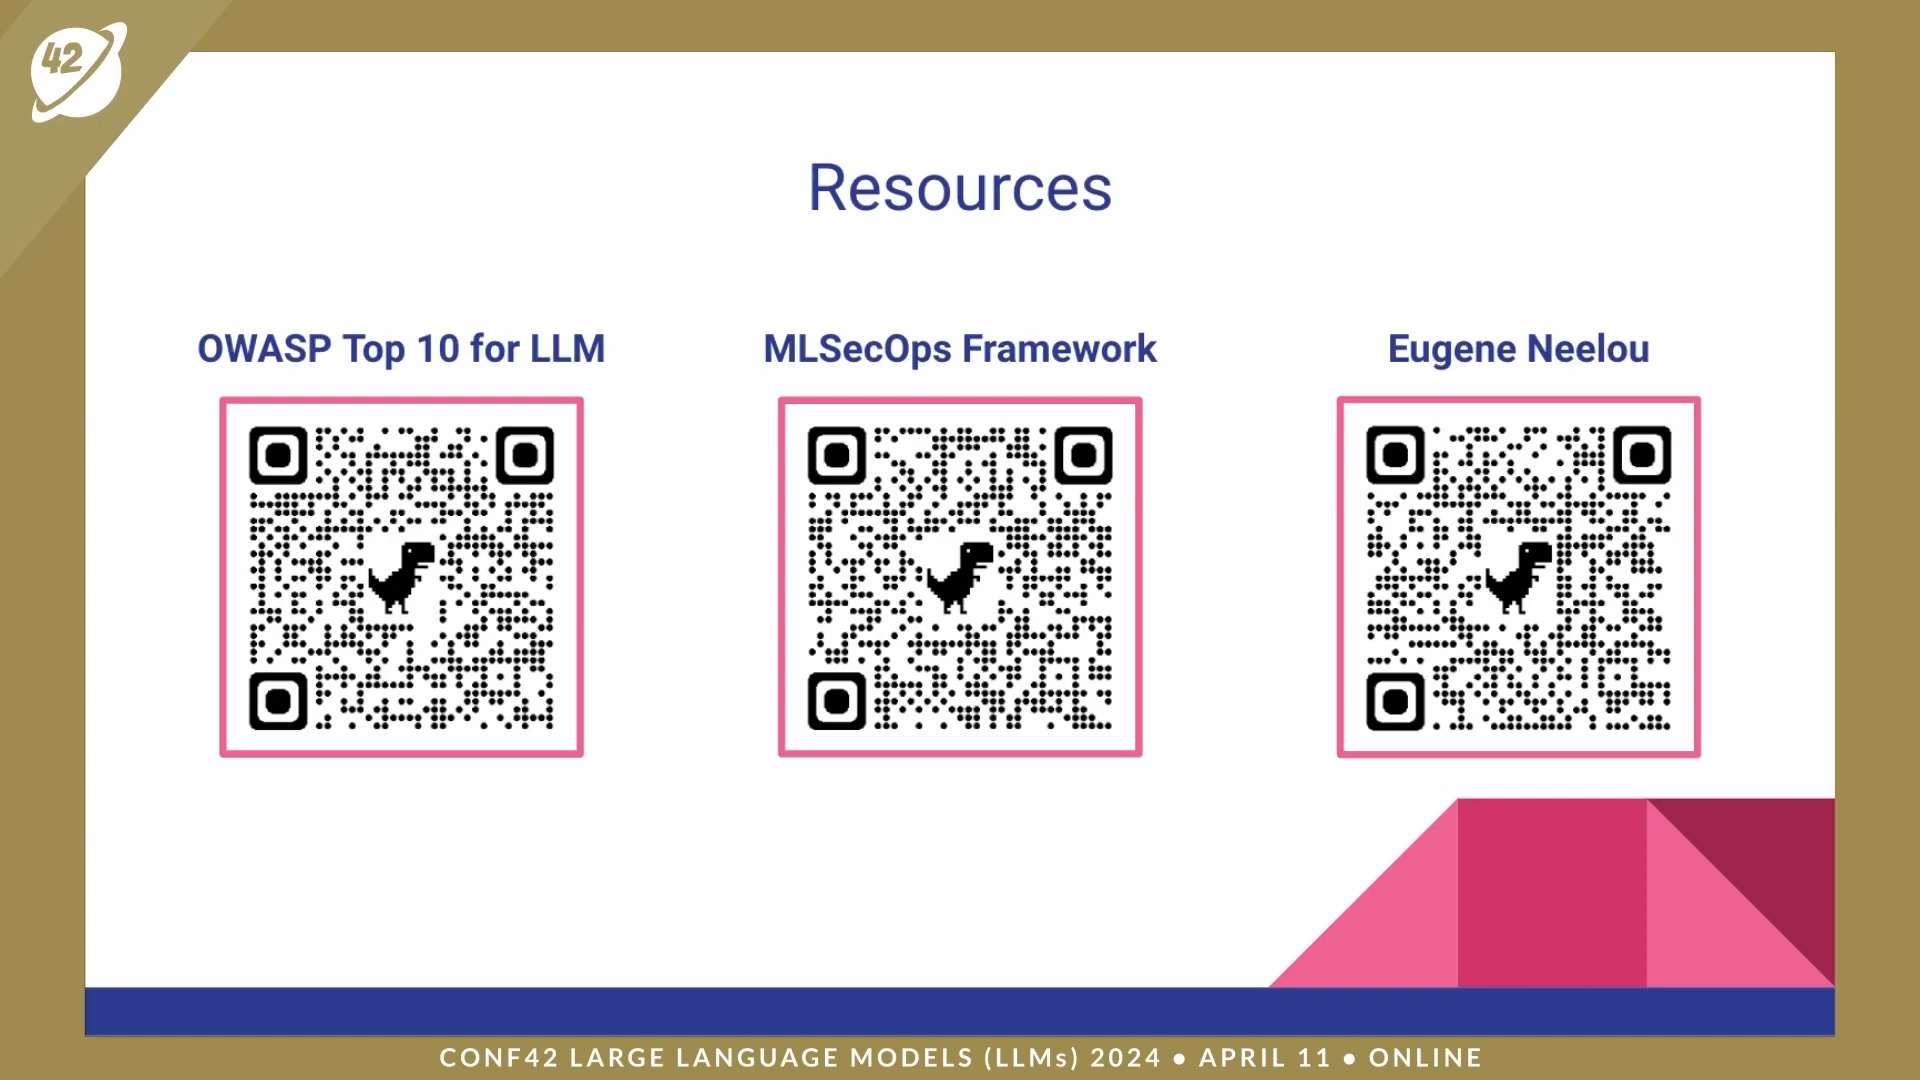 42
Resources
OWASP Top 10 for LLM
MLSecOps Framework
Eugene Neelou
CONF42 LARGE LANGUAGE MODELS (LLMs) 2024 ● APRIL 11 ● ONLINE